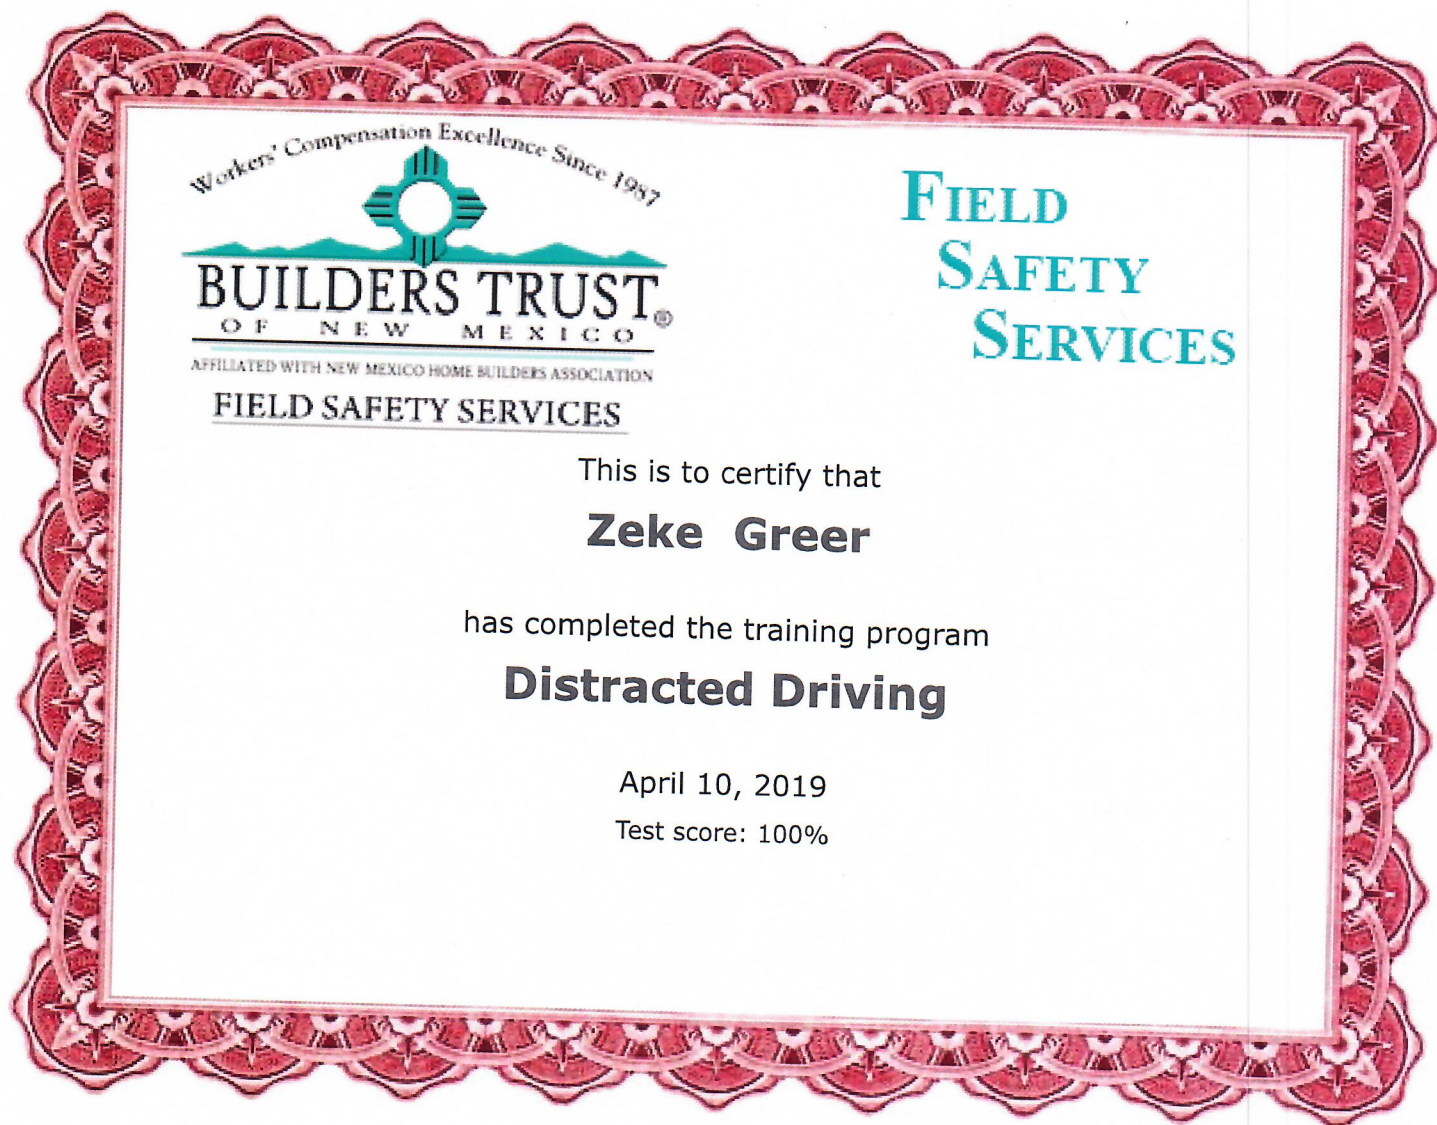 Workers' Compensation Excellence Since 1987
BUILDERS TRUST®
OF NEW MEXICO
AFFILIATED WITH NEW MEXICO HOME BUILDERS ASSOCIATION
FIELD SAFETY SERVICES
FIELD
SAFETY
SERVICES
This is to certify that
Zeke Greer
has completed the training program
Distracted Driving
April 10, 2019
Test score: 100%